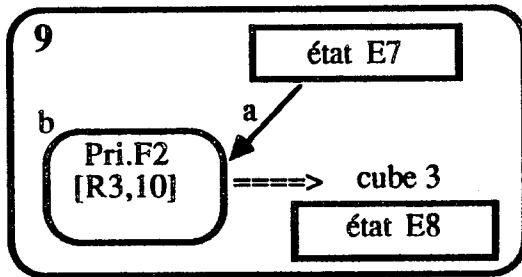 9
état E7
a
b
Pri.F2
[R3,10]
====> cube 3
état E8